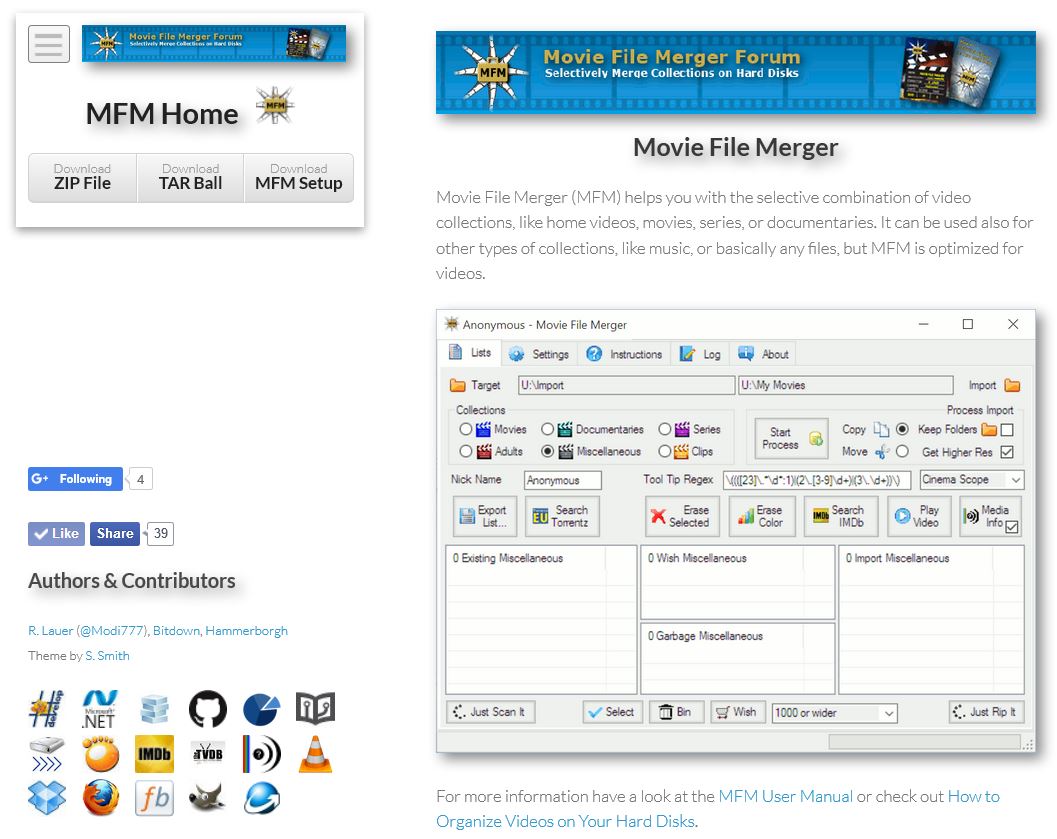 Movie File Merger Forum
Selectively Merge Collections on Hard Disks
MFM
MFM Home
MFM
Download
ZIP File
Download
TAR Ball
Download
MFM Setup
G+ Following 4
Like Share 39
Authors & Contributors
R. Lauer (@Modi777), Bitdown, Hammerborgh
Theme by S. Smith
Microsoft
.NET
IMDb
TVDB
fb
MFM
Movie File Merger Forum
Selectively Merge Collections on Hard Disks
MFM
Movie File Merger
Movie File Merger (MFM) helps you with the selective combination of video
collections, like home videos, movies, series, or documentaries. It can be used also for
other types of collections, like music, or basically any files, but MFM is optimized for
videos.
Anonymous - Movie File Merger
Lists Settings Instructions Log About
Target U:\Import U:\My Movies Import
Collections
Movies Documentaries Series
Adults Miscellaneous Clips
Process Import
Start
Process
Copy Keep Folders
Move Get Higher Res
Nick Name Anonymous Tool Tip Regex \((([23]\.*\d*:1)|(2\.[3-9]\d+)|(3\.\d+))\) Cinema Scope
Export
List...
EU Search
Torrentz
Erase
Selected
Erase
Color
IMDb Search
IMDb
Play
Video
Media
Info
0 Existing Miscellaneous
0 Wish Miscellaneous
0 Import Miscellaneous
0 Garbage Miscellaneous
Just Scan It Select Bin Wish 1000 or wider Just Rip It
For more information have a look at the MFM User Manual or check out How to
Organize Videos on Your Hard Disks.